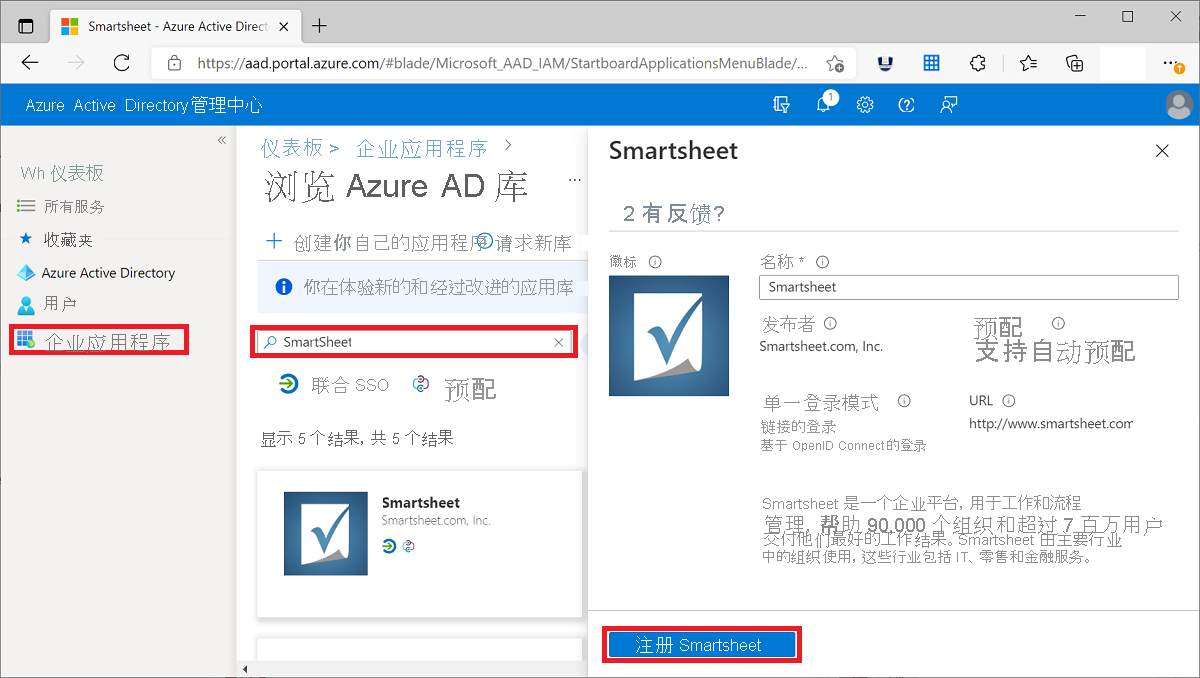 Smartsheet - Azure Active Direct
https://aad.portal.azure.com/#blade/Microsoft_AAD_IAM/StartboardApplicationsMenuBlade/...
Azure Active Directory管理中心
1
Wh 仪表板
所有服务
收藏夹
Azure Active Directory
用户
企业应用程序
仪表板 > 企业应用程序 >
浏览 Azure AD 库 ...
创建你自己的应用程序 请求新库
你在体验新的和经过改进的应用库
SmartSheet
联合 SSO 预配
显示 5 个结果, 共 5 个结果
Smartsheet
Smartsheet.com, Inc.
Smartsheet
2 有反馈?
徽标
名称 *
Smartsheet
发布者
Smartsheet.com, Inc.
预配
支持自动预配
单一登录模式
链接的登录
基于 OpenID Connect的登录
URL
http://www.smartsheet.com
Smartsheet 是一个企业平台, 用于工作和流程
管理, 帮助 90,000 个组织和超过 7 百万用户
交付他们最好的工作结果。Smartsheet 由主要行业
中的组织使用, 这些行业包括 IT、零售和金融服务。
注册 Smartsheet